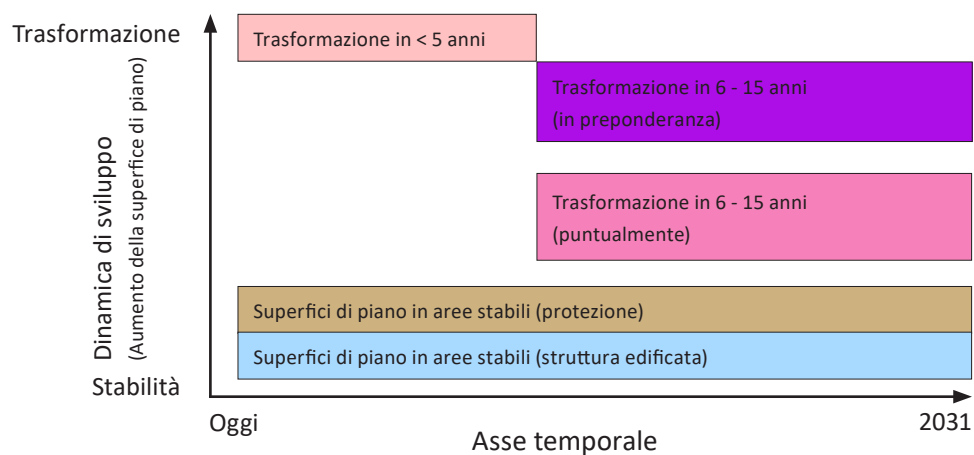 Trasformazione
Trasformazione in < 5 anni
Trasformazione in 6 - 15 anni
(in preponderanza)
Trasformazione in 6 - 15 anni
(puntualmente)
Dinamica di sviluppo
(Aumento della superfice di piano)
Superfici di piano in aree stabili (protezione)
Superfici di piano in aree stabili (struttura edificata)
Stabilità
Oggi
2031
Asse temporale